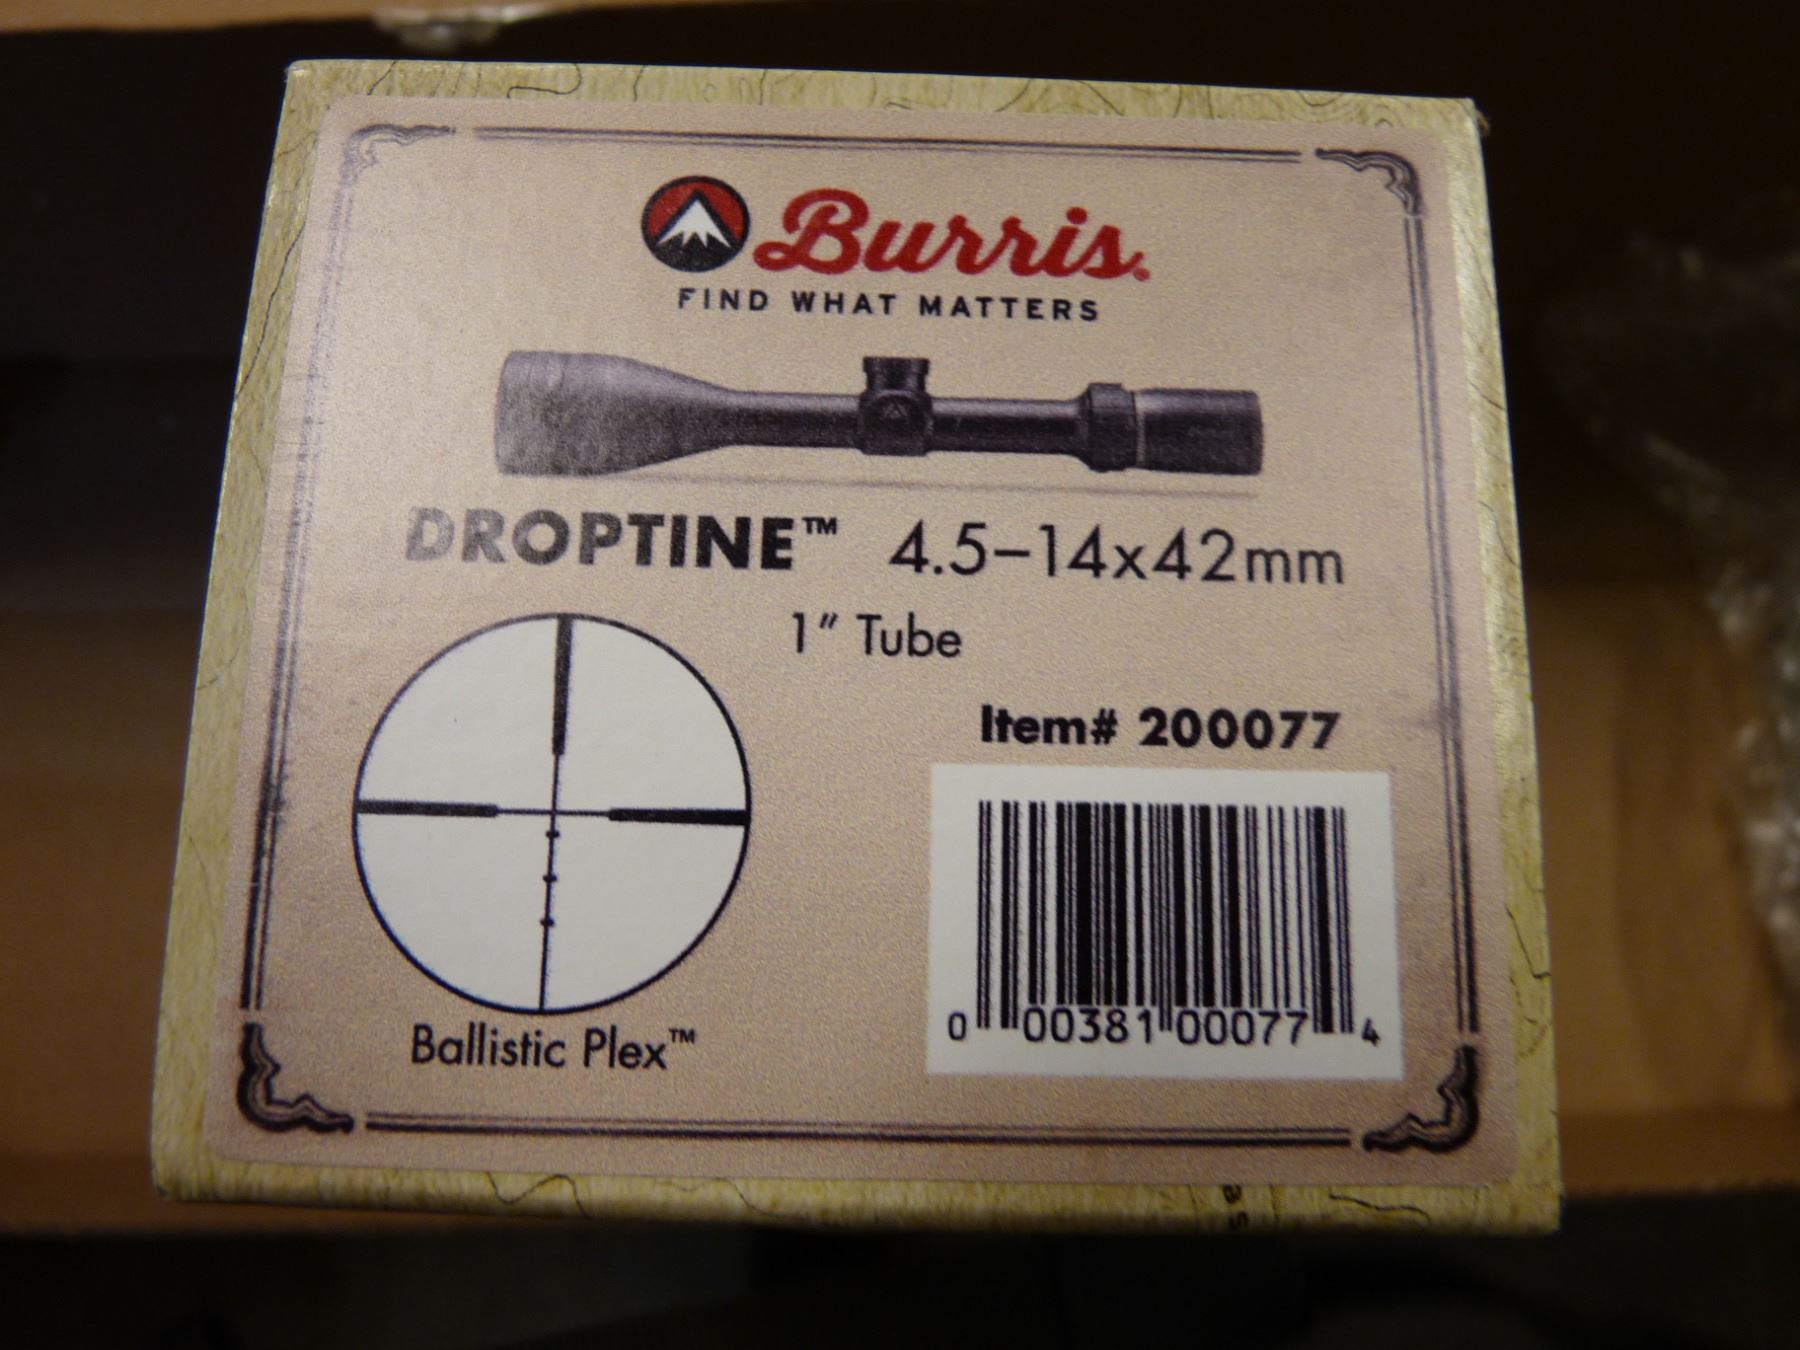 Burris.
FIND WHAT MATTERS
DROPTINE™ 4.5–14x42mm
1" Tube
Item# 200077
Ballistic Plex™
0 00381 00077 4